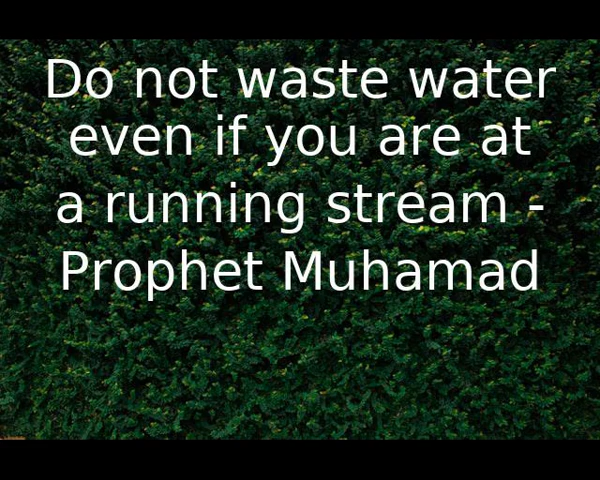 Do not waste water
even if you are at
a running stream -
Prophet Muhamad